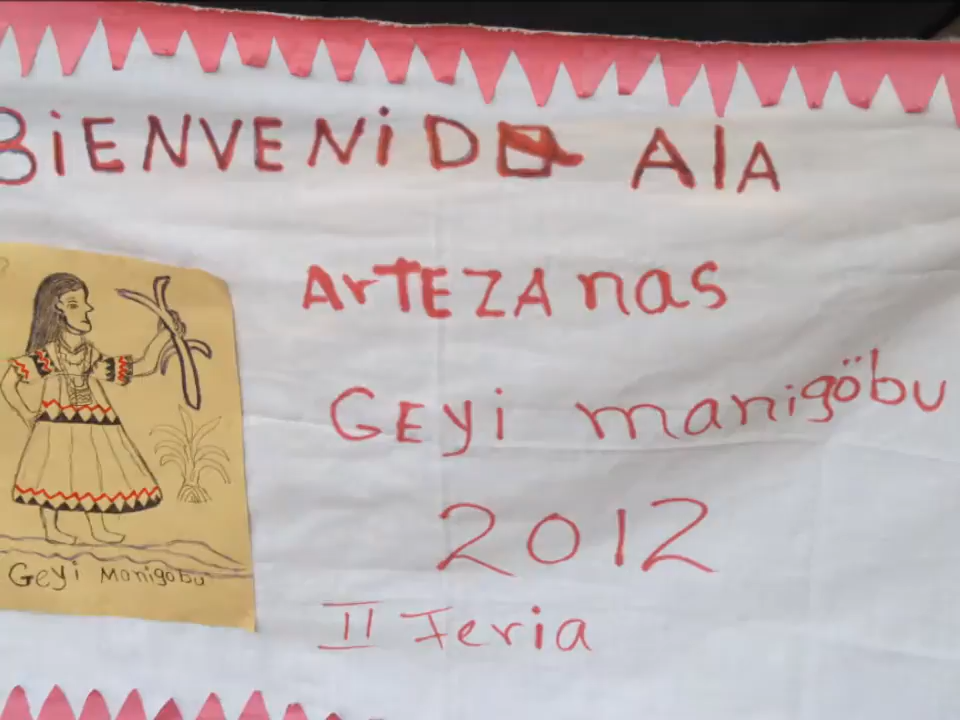 BiENVENiDO AlA
ArTEZAnas
GEYi manigöbu
2012
II Feria
Geyi Manigobu